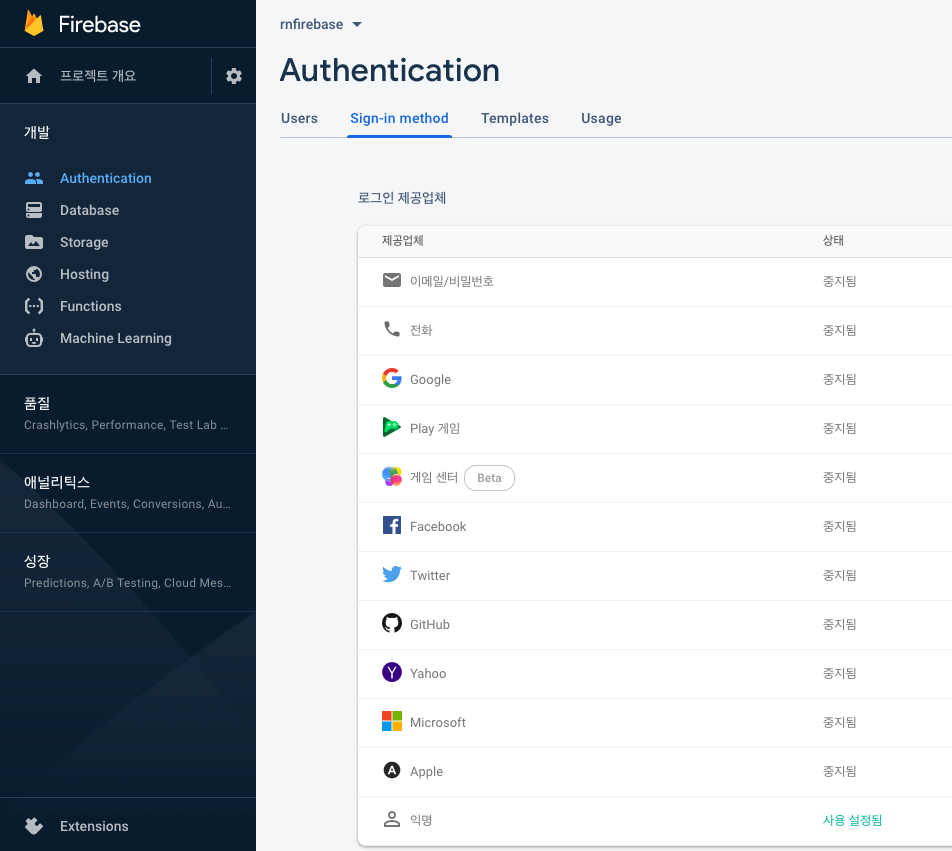 Firebase
프로젝트 개요
개발
Authentication
Database
Storage
Hosting
Functions
Machine Learning
품질
Crashlytics, Performance, Test Lab ...
애널리틱스
Dashboard, Events, Conversions, Au...
성장
Predictions, A/B Testing, Cloud Mes...
Extensions
rnfirebase
Authentication
Users Sign-in method Templates Usage
로그인 제공업체
제공업체 상태
이메일/비밀번호 중지됨
전화 중지됨
Google 중지됨
Play 게임 중지됨
게임 센터 Beta 중지됨
Facebook 중지됨
Twitter 중지됨
GitHub 중지됨
Yahoo 중지됨
Microsoft 중지됨
Apple 중지됨
익명 사용 설정됨